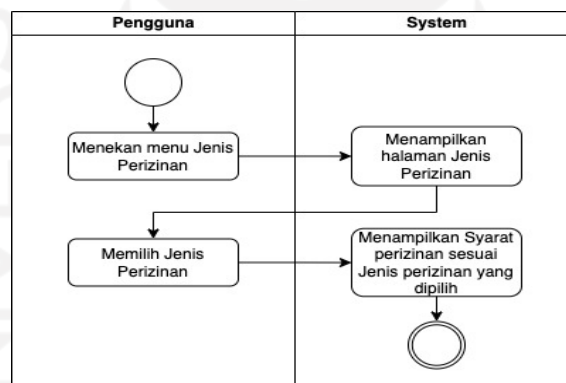 Pengguna
System
Menekan menu Jenis
Perizinan
Menampilkan
halaman Jenis
Perizinan
Memilih Jenis
Perizinan
Menampilkan Syarat
perizinan sesuai
Jenis perizinan yang
dipilih